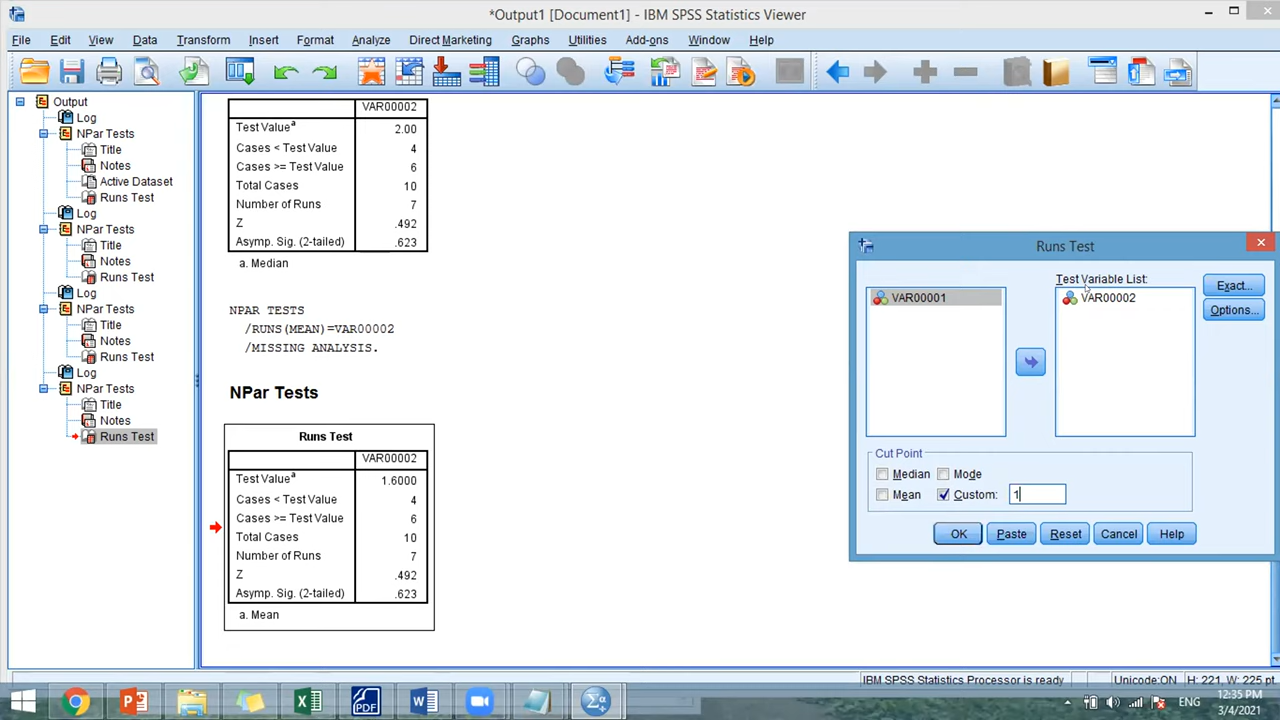 *Output1 [Document1] - IBM SPSS Statistics Viewer
File Edit View Data Transform Insert Format Analyze Direct Marketing Graphs Utilities Add-ons Window Help
Output
Log
NPar Tests
Title
Notes
Active Dataset
Runs Test
Log
NPar Tests
Title
Notes
Runs Test
Log
NPar Tests
Title
Notes
Runs Test
Log
NPar Tests
Title
Notes
Runs Test
VAR00002
Test Valueª 2.00
Cases < Test Value 4
Cases >= Test Value 6
Total Cases 10
Number of Runs 7
Z .492
Asymp. Sig. (2-tailed) .623
a. Median
NPAR TESTS
/RUNS(MEAN)=VAR00002
/MISSING ANALYSIS.
NPar Tests
Runs Test
VAR00002
Test Valueª 1.6000
Cases < Test Value 4
Cases >= Test Value 6
Total Cases 10
Number of Runs 7
Z .492
Asymp. Sig. (2-tailed) .623
a. Mean
Runs Test
Test Variable List:
VAR00001
VAR00002
Exact...
Options...
Cut Point
Median Mode
Mean Custom: 1
OK Paste Reset Cancel Help
IBM SPSS Statistics Processor is ready Unicode:ON H: 221, W: 225 pt
PDF
ENG
12:35 PM
3/4/2021